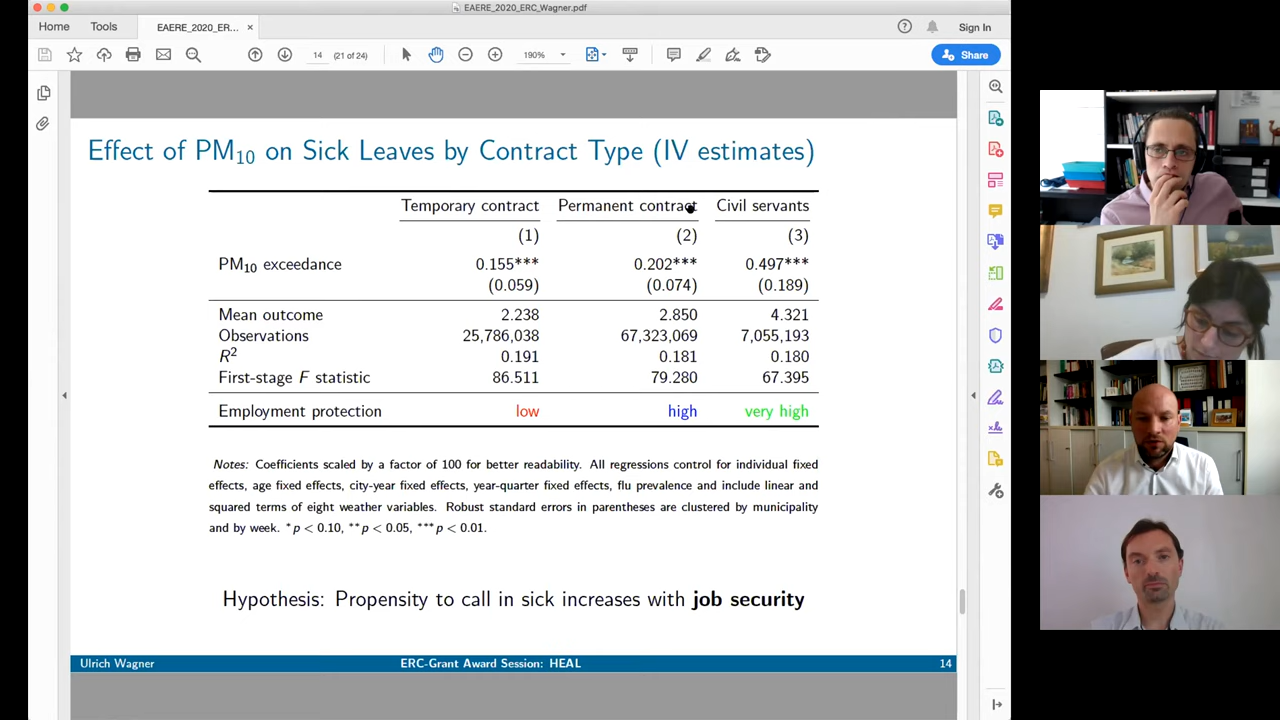 EAERE_2020_ERC_Wagner.pdf
Home Tools EAERE_2020_ER... × Sign In
14 (21 of 24) 190% Share
Effect of PM10 on Sick Leaves by Contract Type (IV estimates)
Temporary contract Permanent contract Civil servants
(1) (2) (3)
PM10 exceedance 0.155*** 0.202*** 0.497***
(0.059) (0.074) (0.189)
Mean outcome 2.238 2.850 4.321
Observations 25,786,038 67,323,069 7,055,193
R2 0.191 0.181 0.180
First-stage F statistic 86.511 79.280 67.395
Employment protection low high very high
Notes: Coefficients scaled by a factor of 100 for better readability. All regressions control for individual fixed
effects, age fixed effects, city-year fixed effects, year-quarter fixed effects, flu prevalence and include linear and
squared terms of eight weather variables. Robust standard errors in parentheses are clustered by municipality
and by week. *p < 0.10, **p < 0.05, ***p < 0.01.
Hypothesis: Propensity to call in sick increases with job security
Ulrich Wagner ERC-Grant Award Session: HEAL 14